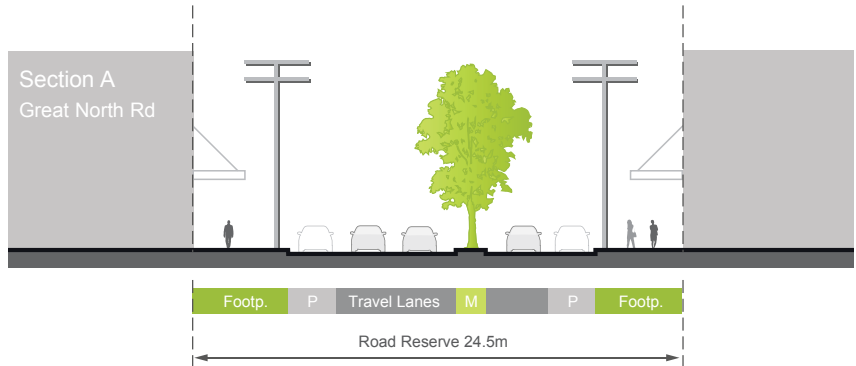 Section A
Great North Rd
Footp. P Travel Lanes M P Footp.
Road Reserve 24.5m